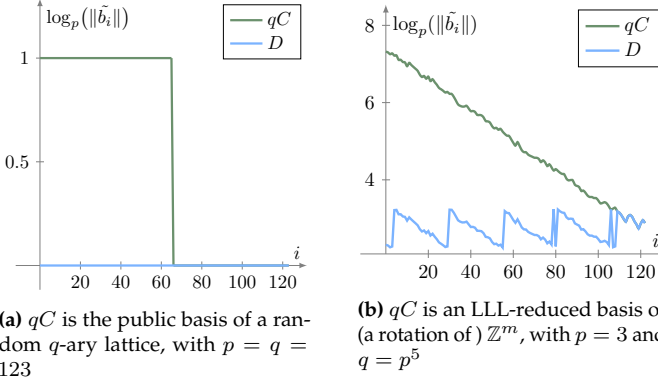 log_p(‖b̃_i‖)
qC
D
1
0.5
i
20 40 60 80 100 120
(a) qC is the public basis of a ran-
dom q-ary lattice, with p = q =
123
log_p(‖b̃_i‖)
qC
D
8
6
4
i
20 40 60 80 100 120
(b) qC is an LLL-reduced basis o
(a rotation of) ℤ^m, with p = 3 and
q = p^5